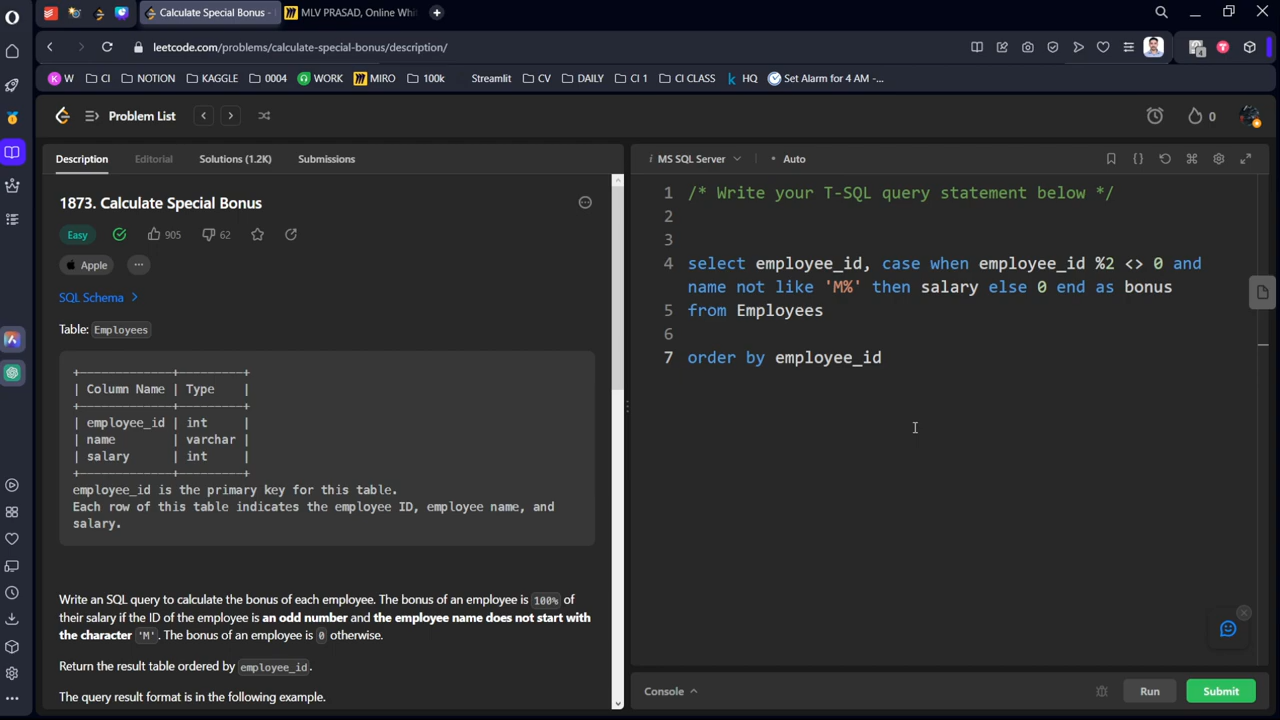 Calculate Special Bonus -
MLV PRASAD, Online Whit
leetcode.com/problems/calculate-special-bonus/description/
4
K W
CI
NOTION
KAGGLE
0004
WORK
MIRO
100k
Streamlit
CV
DAILY
CI 1
CI CLASS
k HQ
Set Alarm for 4 AM -...
Problem List
0
Description
Editorial
Solutions (1.2K)
Submissions
1873. Calculate Special Bonus
Easy
905
62
Apple
SQL Schema
Table: Employees
+-------------+---------+
| Column Name | Type    |
+-------------+---------+
| employee_id | int     |
| name        | varchar |
| salary      | int     |
+-------------+---------+
employee_id is the primary key for this table.
Each row of this table indicates the employee ID, employee name, and
salary.
Write an SQL query to calculate the bonus of each employee. The bonus of an employee is 100% of
their salary if the ID of the employee is an odd number and the employee name does not start with
the character 'M'. The bonus of an employee is 0 otherwise.
Return the result table ordered by employee_id.
The query result format is in the following example.
i MS SQL Server
• Auto
1 /* Write your T-SQL query statement below */
2
3
4 select employee_id, case when employee_id %2 <> 0 and
name not like 'M%' then salary else 0 end as bonus
5 from Employees
6
7 order by employee_id
Console
Run
Submit